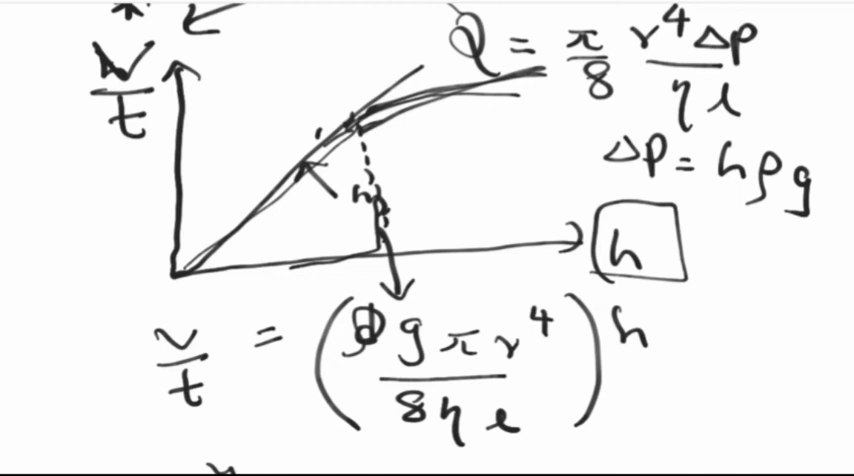 V/t
Q = π/8 r⁴ΔP/ηl
ΔP = hρg
h
V/t = (ρgπr⁴/8ηl) h